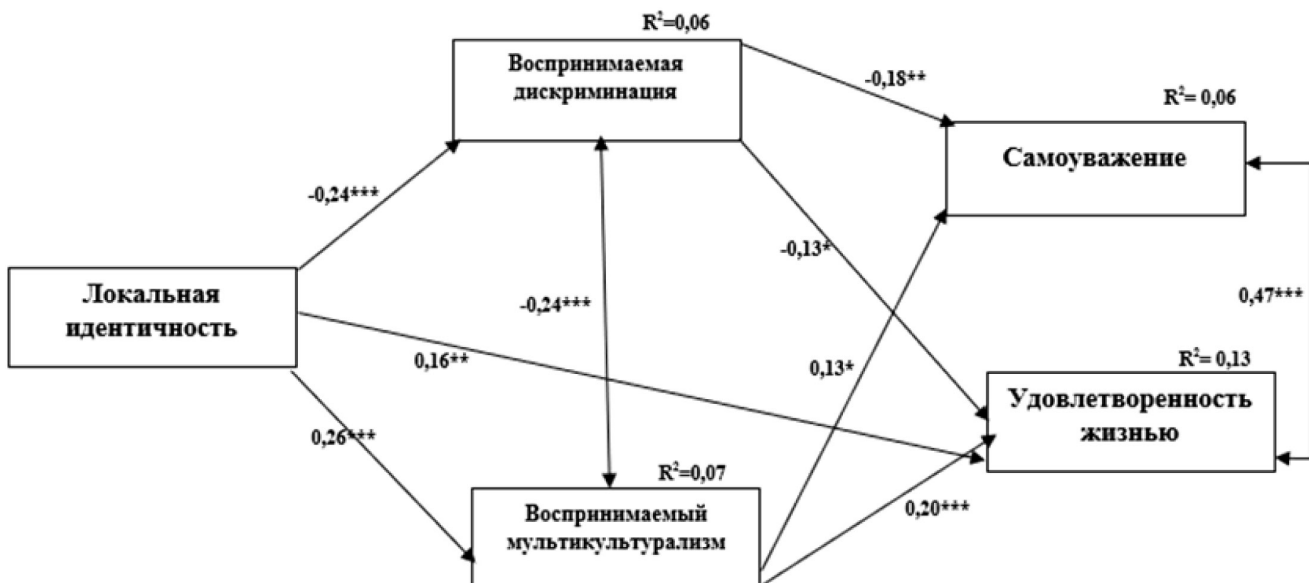 R²=0,06
Воспринимаемая
дискриминация
-0,18**
R²= 0,06
Самоуважение
-0,24***
-0,13*
Локальная
идентичность
-0,24***
0,47***
0,16**
0,13*
R²= 0,13
Удовлетворенность
жизнью
0,26***
R²=0,07
Воспринимаемый
мультикультурализм
0,20***